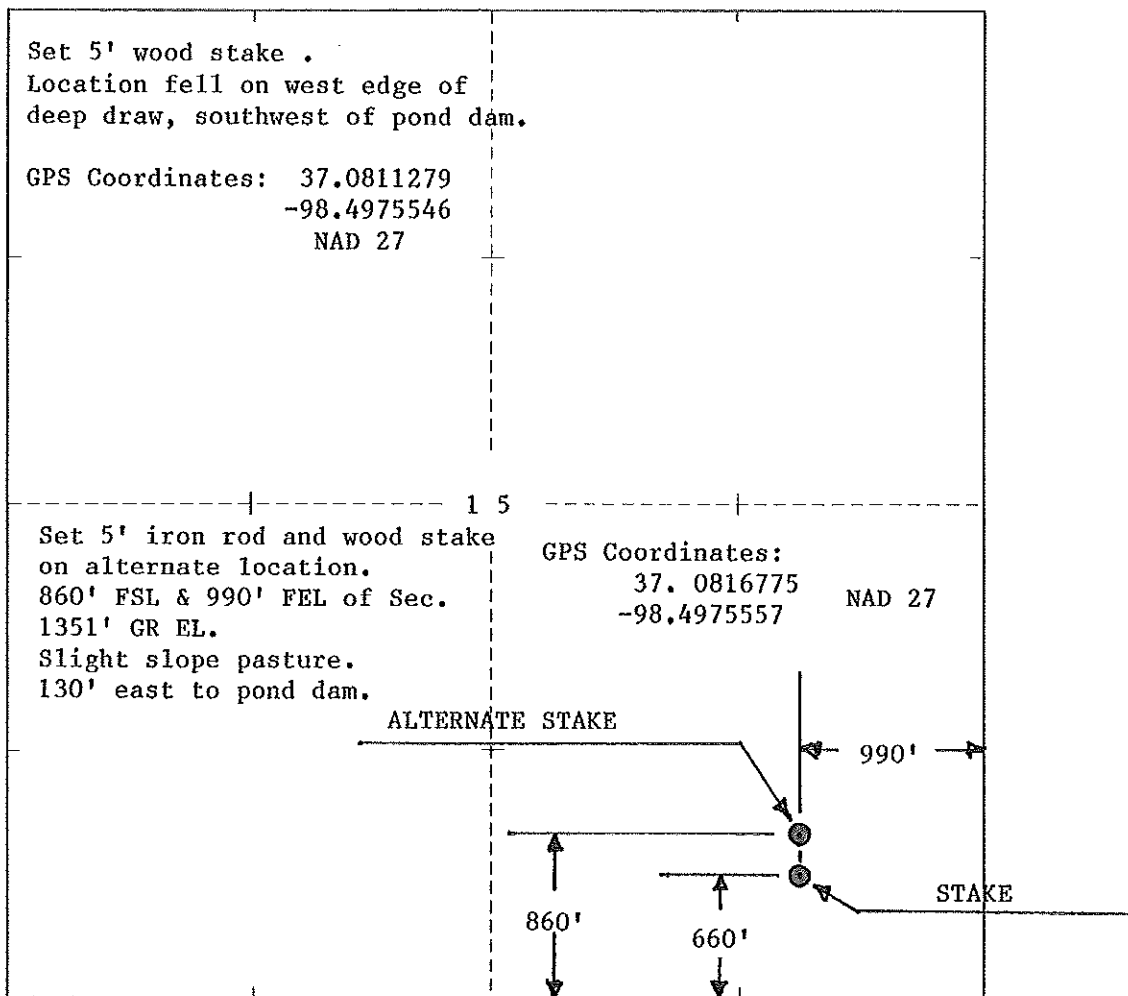 Set 5' wood stake .
Location fell on west edge of
deep draw, southwest of pond dam.
GPS Coordinates: 37.0811279
-98.4975546
NAD 27
1 5
Set 5' iron rod and wood stake
on alternate location.
860' FSL & 990' FEL of Sec.
1351' GR EL.
Slight slope pasture.
130' east to pond dam.
GPS Coordinates:
37. 0816775
-98.4975557
NAD 27
ALTERNATE STAKE
990'
STAKE
860'
660'